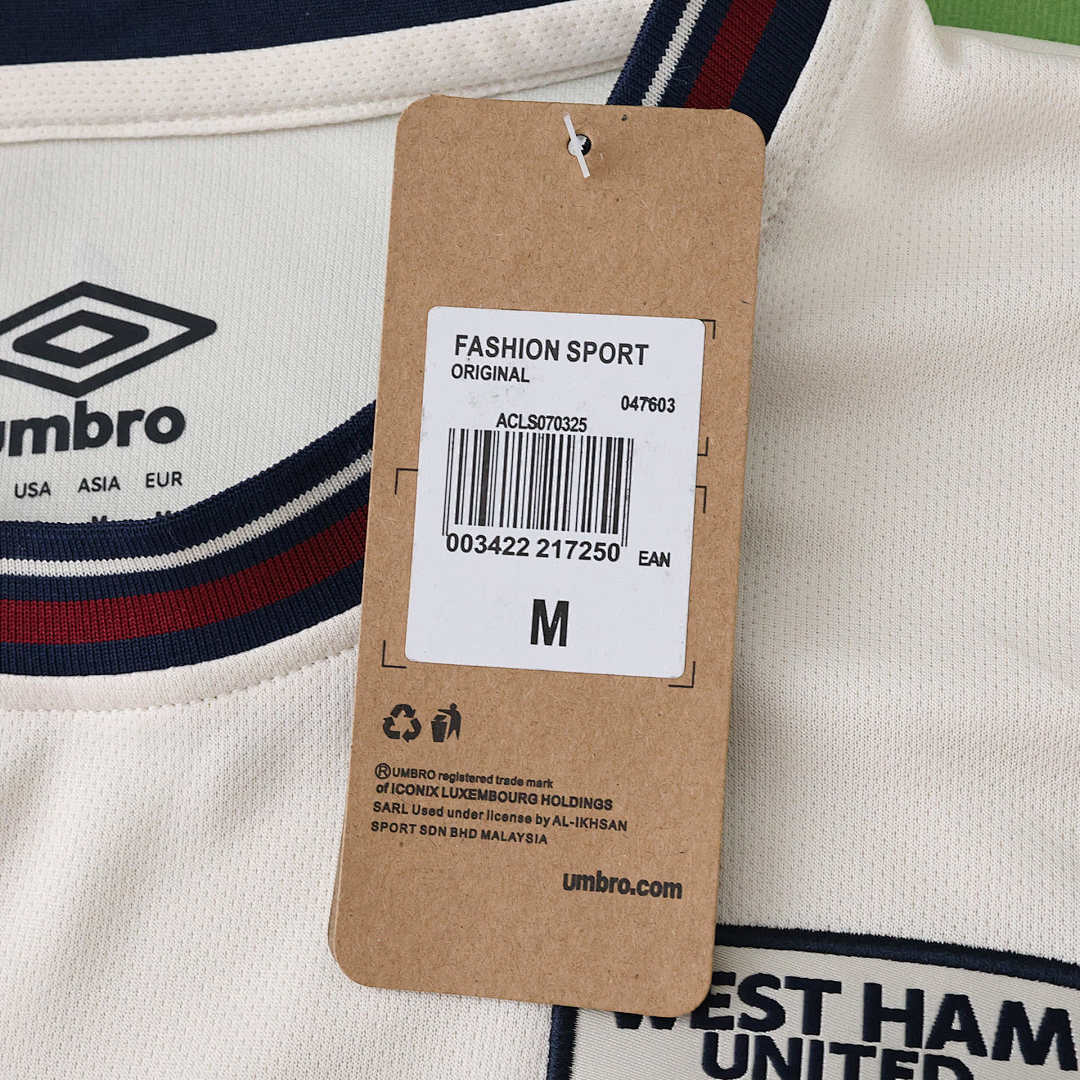 FASHION SPORT
ORIGINAL
047603
ACLS070325
003422 217250 EAN
M
® UMBRO registered trade mark
of ICONIX LUXEMBOURG HOLDINGS
SARL Used under license by AL-IKHSAN
SPORT SDN BHD MALAYSIA
umbro.com
umbro
USA ASIA EUR
WEST HAM
UNITED